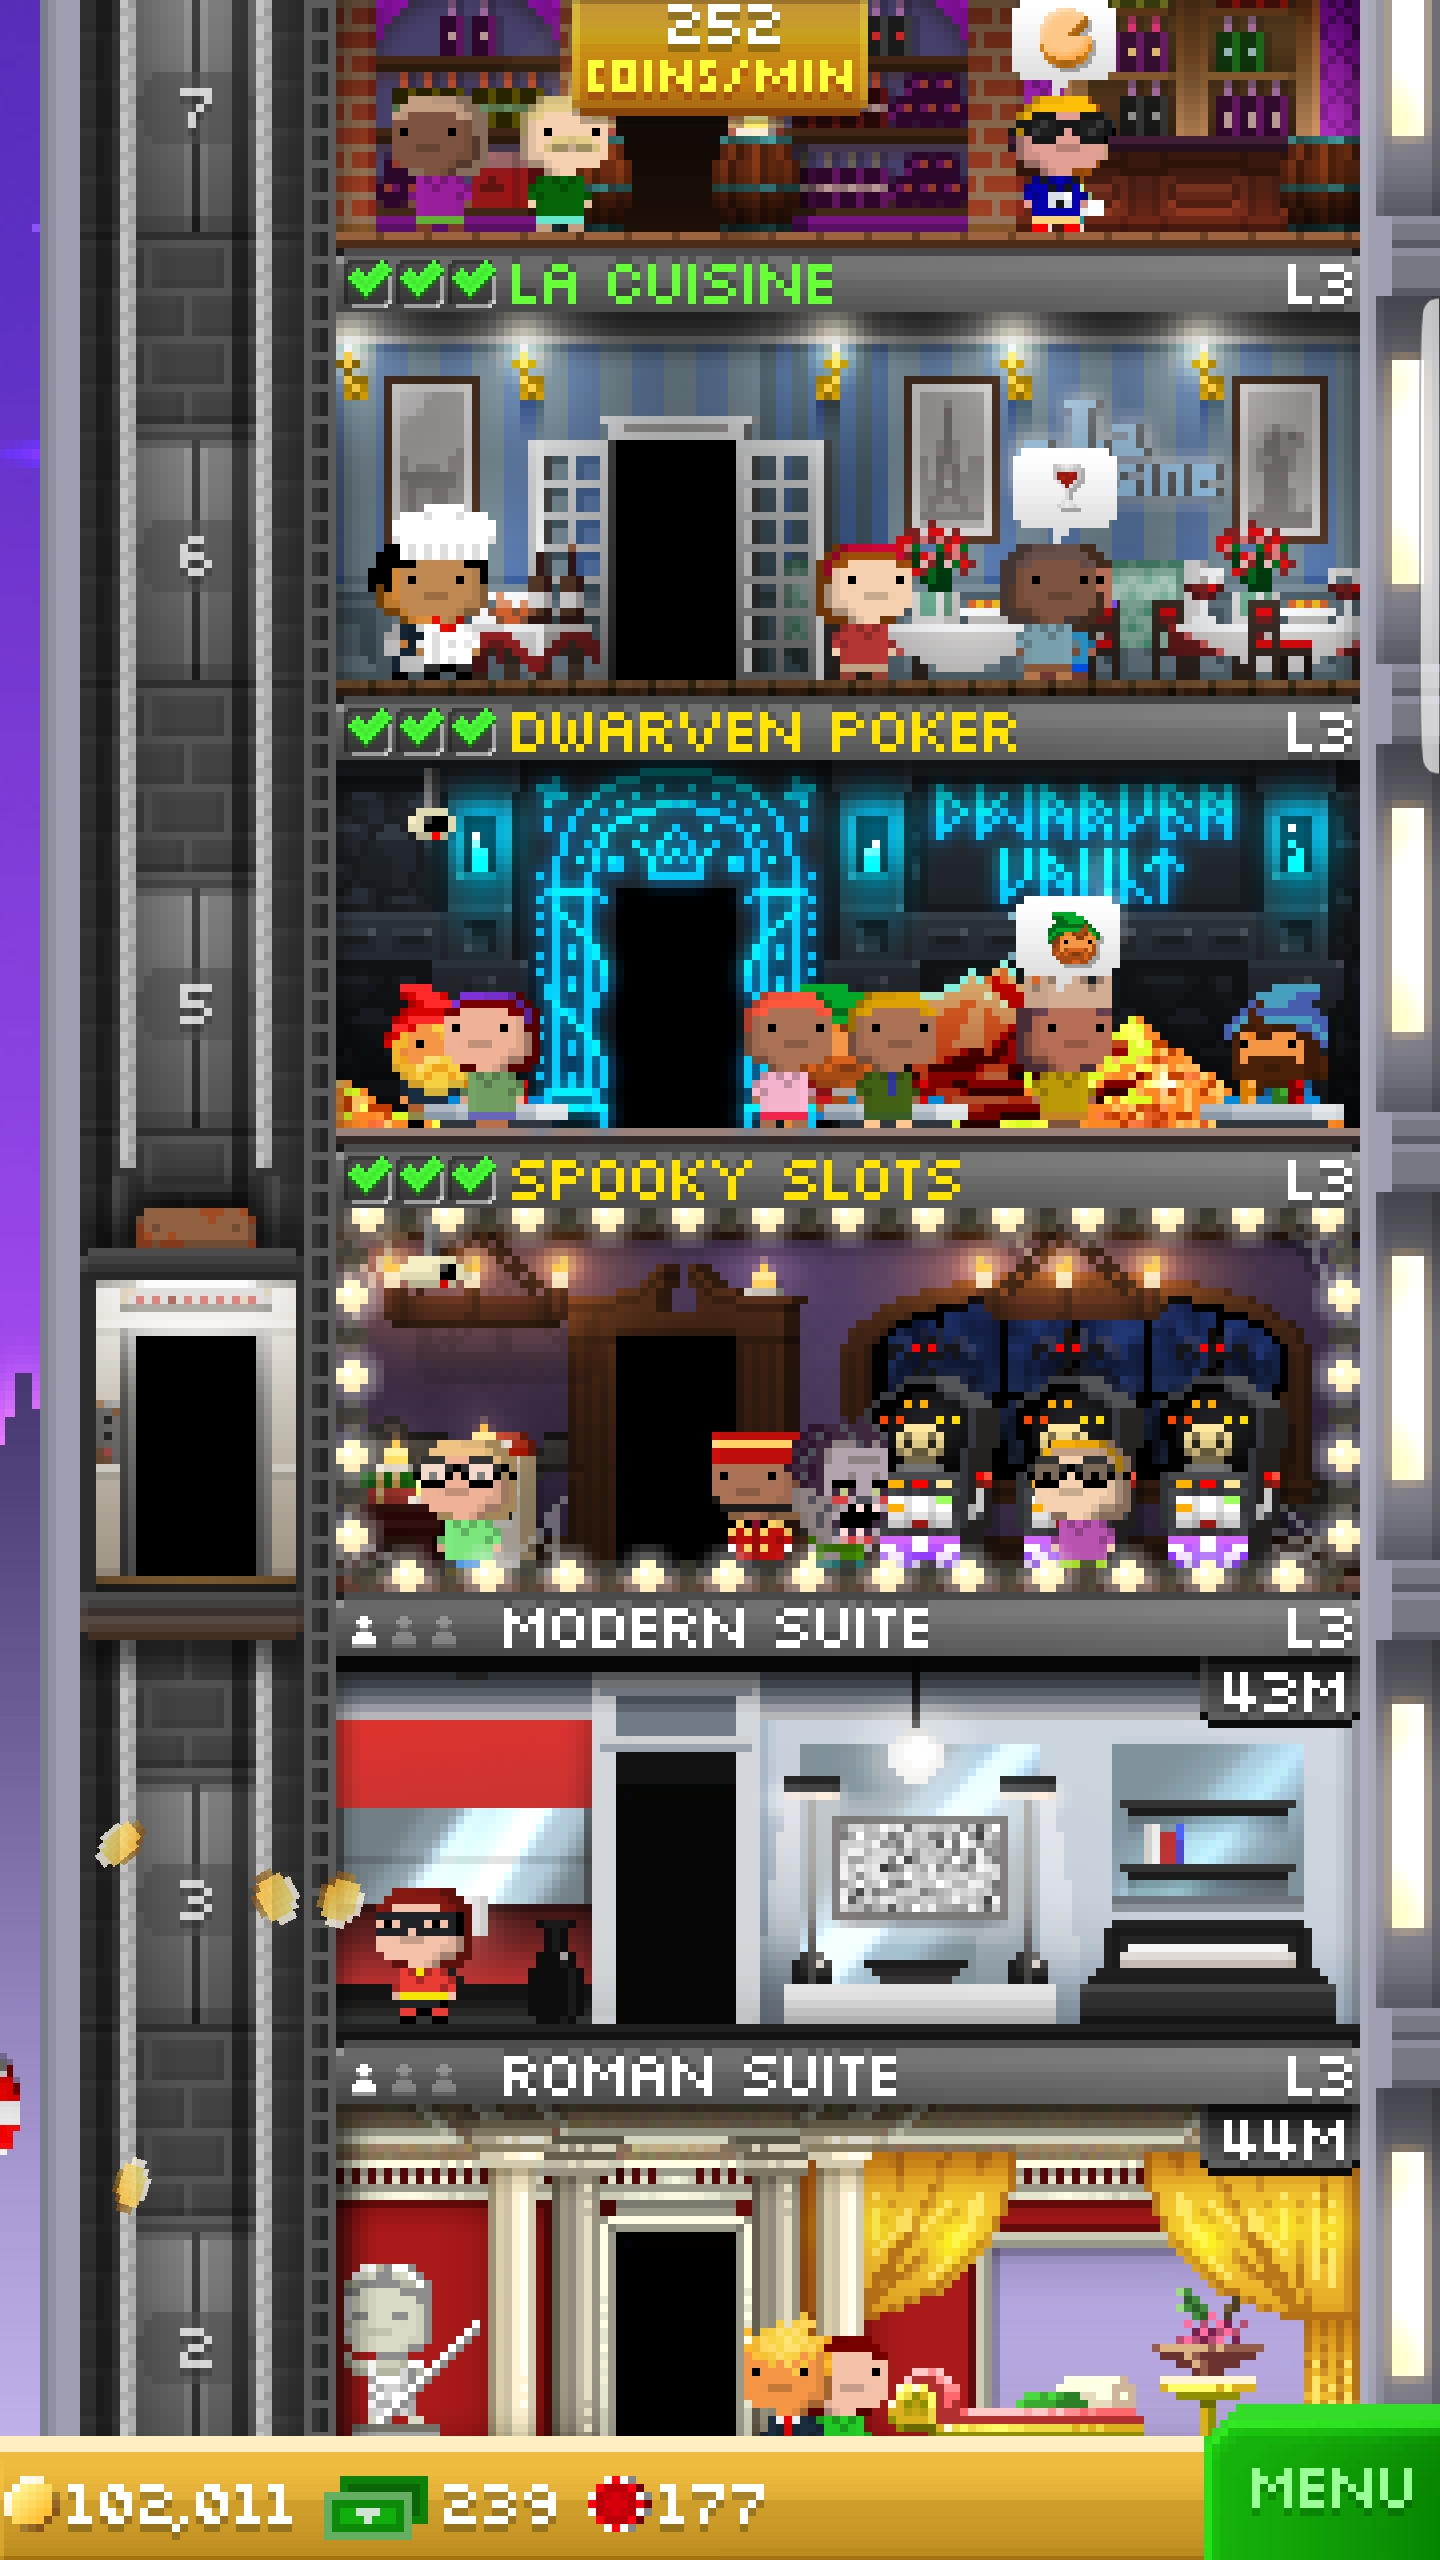 252
COINS/MIN
7
LA CUISINE L3
La
6
DWARVEN POKER L3
DWARVEN
VAULT
5
SPOOKY SLOTS L3
MODERN SUITE L3
43M
3
ROMAN SUITE L3
44M
2
102,011 239 177
MENU